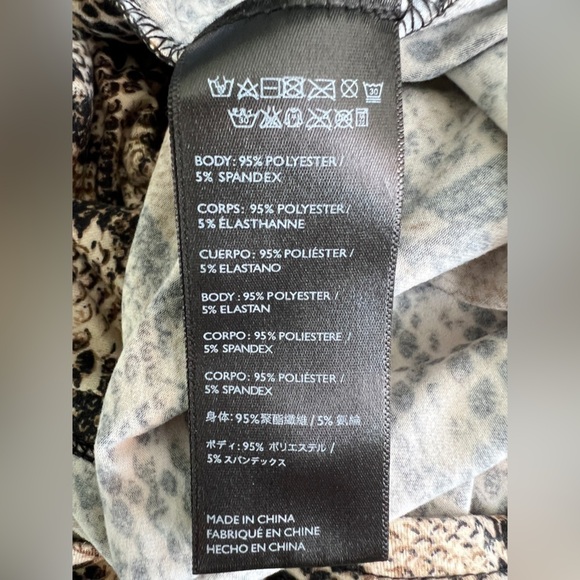 30
BODY: 95% POLYESTER /
5% SPANDEX
CORPS: 95% POLYESTER /
5% ÉLASTHANNE
CUERPO: 95% POLIÉSTER /
5% ELASTANO
BODY: 95% POLYESTER /
5% ELASTAN
CORPO: 95% POLIESTERE /
5% SPANDEX
CORPO: 95% POLIÉSTER /
5% SPANDEX
身体: 95%聚酯纖維 / 5% 氨綸
ボディ: 95% ポリエステル /
5% スパンデックス
MADE IN CHINA
FABRIQUÉ EN CHINE
HECHO EN CHINA